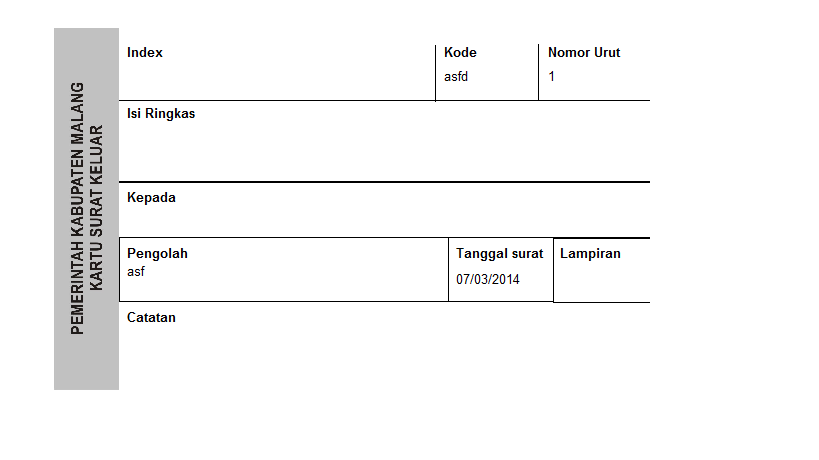 PEMERINTAH KABUPATEN MALANG
KARTU SURAT KELUAR
Index
Kode
Nomor Urut
asfd
1
Isi Ringkas
Kepada
Pengolah
Tanggal surat
Lampiran
asf
07/03/2014
Catatan